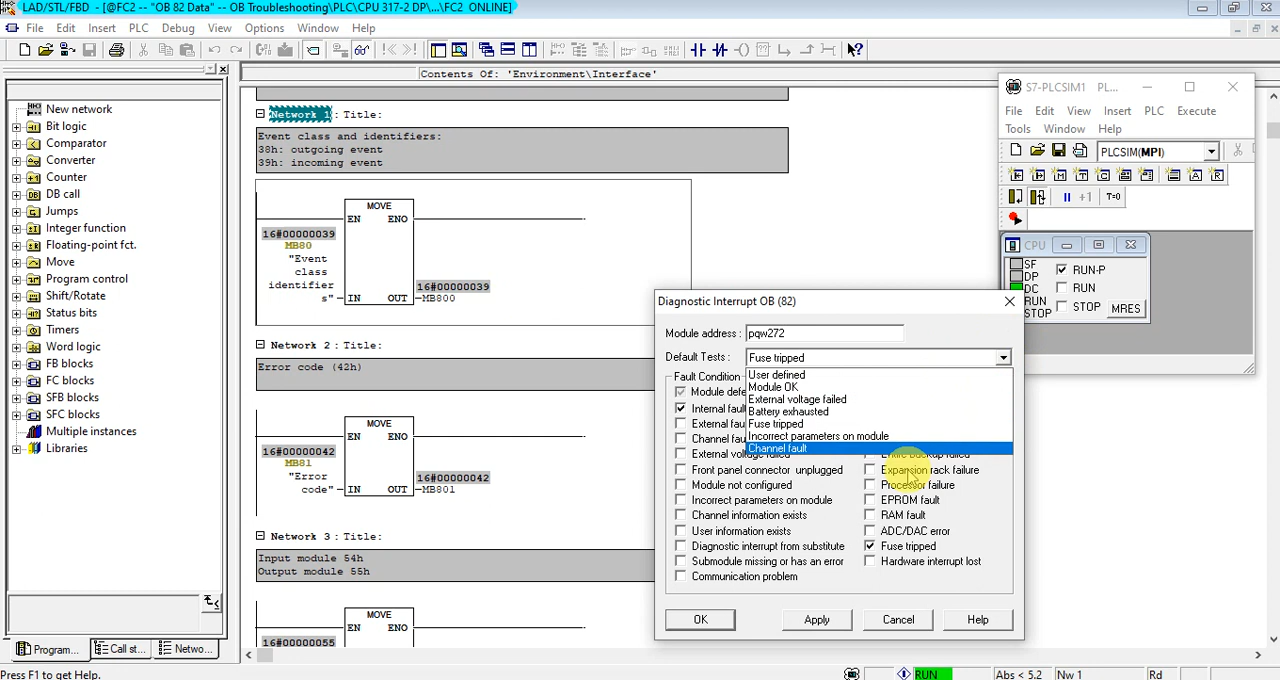 LAD/STL/FBD - [@FC2 -- "OB 82 Data" -- OB Troubleshooting\PLC\CPU 317-2 DP\...\FC2 ONLINE]
File Edit Insert PLC Debug View Options Window Help
Contents Of: 'Environment\Interface'
New network
Bit logic
Comparator
Converter
Counter
DB call
Jumps
Integer function
Floating-point fct.
Move
Program control
Shift/Rotate
Status bits
Timers
Word logic
FB blocks
FC blocks
SFB blocks
SFC blocks
Multiple instances
Libraries
Program...
Call st...
Netwo...
Press F1 to get Help.
Network 1: Title:
Event class and identifiers:
38h: outgoing event
39h: incoming event
MOVE
EN ENO
16#00000039
MB80
"Event
class
identifier
s" IN OUT MB800
16#00000039
Network 2: Title:
Error code (42h)
MOVE
EN ENO
16#00000042
MB81
"Error
code" IN OUT MB801
16#00000042
Network 3: Title:
Input module 54h
Output module 55h
MOVE
EN ENO
16#00000055
S7-PLCSIM1 PL...
File Edit View Insert PLC Execute
Tools Window Help
PLCSIM(MPI)
+1 T=0
CPU
SF
DP
DC
RUN
STOP
RUN-P
RUN
STOP
MRES
Diagnostic Interrupt OB (82)
Module address: pqw272
Default Tests: Fuse tripped
User defined
Module OK
External voltage failed
Battery exhausted
Fuse tripped
Incorrect parameters on module
Channel fault
Fault Condition
Module defe
Internal fault
External fau
Channel fau
External voltage failed
Front panel connector unplugged
Module not configured
Incorrect parameters on module
Channel information exists
User information exists
Diagnostic interrupt from substitute
Submodule missing or has an error
Communication problem
Entire backup failed
Expansion rack failure
Processor failure
EPROM fault
RAM fault
ADC/DAC error
Fuse tripped
Hardware interrupt lost
OK Apply Cancel Help
RUN Abs < 5.2 Nw 1 Rd